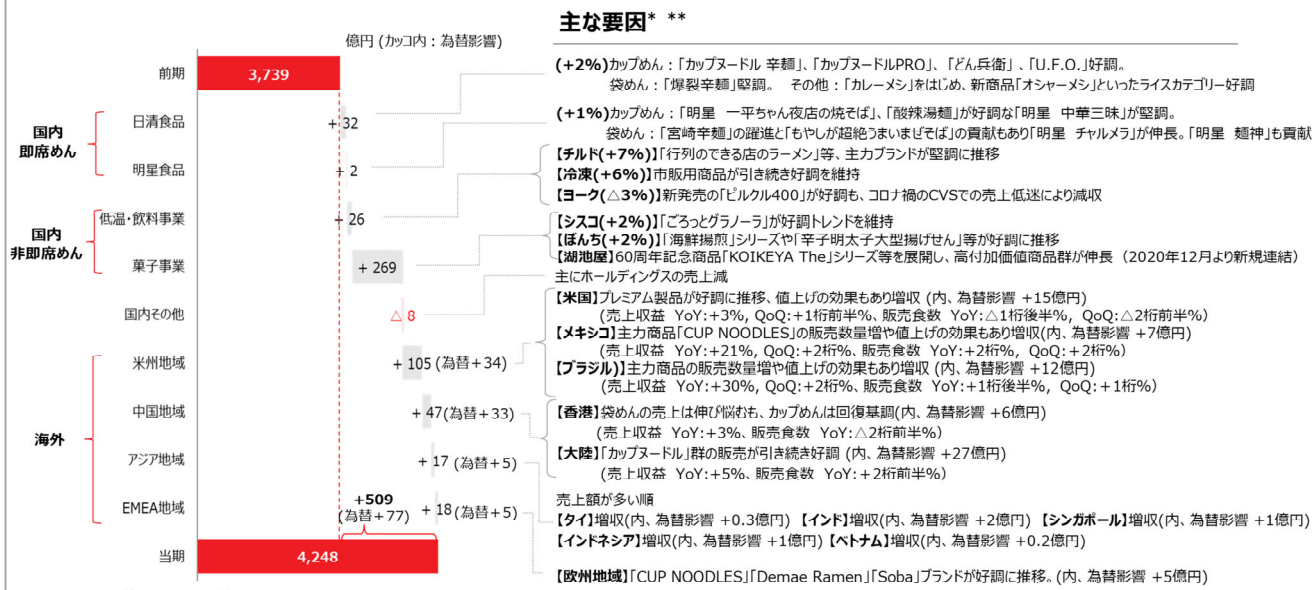 主な要因* **
億円 (カッコ内：為替影響)
前期
3,739
国内
即席めん
日清食品
+ 32
明星食品
+ 2
国内
非即席めん
低温・飲料事業
+ 26
菓子事業
+ 269
国内その他
△ 8
海外
米州地域
+ 105 (為替+34)
中国地域
+ 47(為替+33)
アジア地域
+ 17 (為替+5)
EMEA地域
+ 18(為替+5)
+509
(為替+77)
当期
4,248
(+2%)カップめん：「カップヌードル 辛麺」、「カップヌードルPRO」、「どん兵衛」、「U.F.O.」好調。
袋めん：「爆裂辛麺」堅調。 その他：「カレーメシ」をはじめ、新商品「オシャーメシ」といったライスカテゴリー好調
(+1%)カップめん：「明星 一平ちゃん夜店の焼そば」、「酸辣湯麺」が好調な「明星 中華三昧」が堅調。
袋めん：「宮崎辛麺」の躍進と「もやしが超絶うまいまぜそば」の貢献もあり「明星 チャルメラ」が伸長。「明星 麺神」も貢献
【チルド(+7%)】「行列のできる店のラーメン」等、主力ブランドが堅調に推移
【冷凍(+6%)】市販用商品が引き続き好調を維持
【ヨーク(△3%)】新発売の「ピルクル400」が好調も、コロナ禍のCVSでの売上低迷により減収
【シスコ(+2%)】「ごろっとグラノーラ」が好調トレンドを維持
【ぼんち(+2%)】「海鮮揚煎」シリーズや「辛子明太子大型揚げせん」等が好調に推移
【湖池屋】60周年記念商品「KOIKEYA The」シリーズ等を展開し、高付加価値商品群が伸長（2020年12月より新規連結）
主にホールディングスの売上減
【米国】プレミアム製品が好調に推移、値上げの効果もあり増収 (内、為替影響 +15億円)
(売上収益 YoY:+3%, QoQ:+1桁前半%、販売食数 YoY:△1桁後半%, QoQ:△2桁前半%)
【メキシコ】主力商品「CUP NOODLES」の販売数量増や値上げの効果もあり増収(内、為替影響 +7億円)
(売上収益 YoY:+21%, QoQ:+2桁%、販売食数 YoY:+2桁%, QoQ:+2桁%)
【ブラジル)】主力商品の販売数量増や値上げの効果もあり増収 (内、為替影響 +12億円)
(売上収益 YoY:+30%, QoQ:+2桁%、販売食数 YoY:+1桁後半%, QoQ:+1桁%)
【香港】袋めんの売上は伸び悩むも、カップめんは回復基調(内、為替影響 +6億円)
(売上収益 YoY:+3%、販売食数 YoY:△2桁前半%)
【大陸】「カップヌードル」群の販売が引き続き好調 (内、為替影響 +27億円)
(売上収益 YoY:+5%、販売食数 YoY:+2桁前半%)
売上額が多い順
【タイ】増収(内、為替影響 +0.3億円) 【インド】増収(内、為替影響 +2億円) 【シンガポール】増収(内、為替影響 +1億円)
【インドネシア】増収(内、為替影響 +1億円) 【ベトナム】増収(内、為替影響 +0.2億円)
【欧州地域】「CUP NOODLES」「Demae Ramen」「Soba」ブランドが好調に推移。(内、為替影響 +5億円)